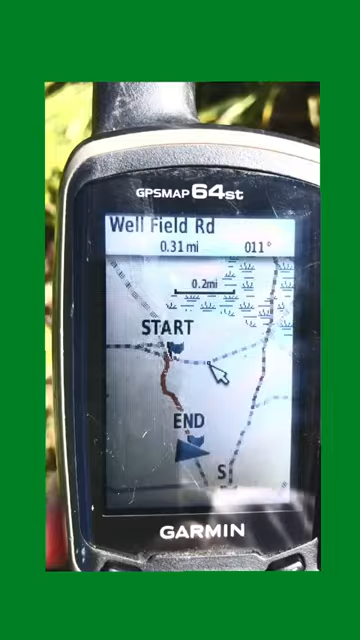 GPSMAP 64st
Well Field Rd
0.31 mi 011°
0.2mi
START
END
S
GARMIN